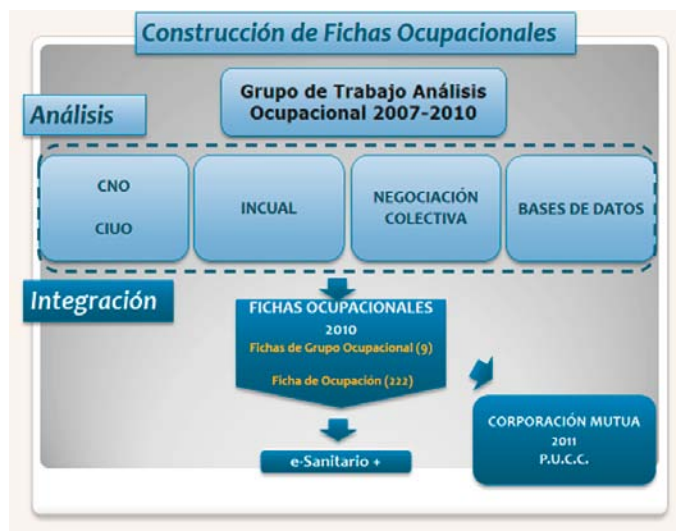 Construcción de Fichas Ocupacionales
Grupo de Trabajo Análisis
Ocupacional 2007-2010
Análisis
CNO
CIUO
INCUAL
NEGOCIACIÓN
COLECTIVA
BASES DE DATOS
Integración
FICHAS OCUPACIONALES
2010
Fichas de Grupo Ocupacional (9)
Ficha de Ocupación (222)
CORPORACIÓN MUTUA
2011
P.U.C.C.
e-Sanitario +